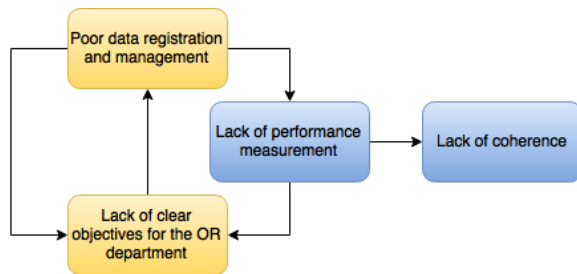 Poor data registration
and management
Lack of performance
measurement
Lack of coherence
Lack of clear
objectives for the OR
department